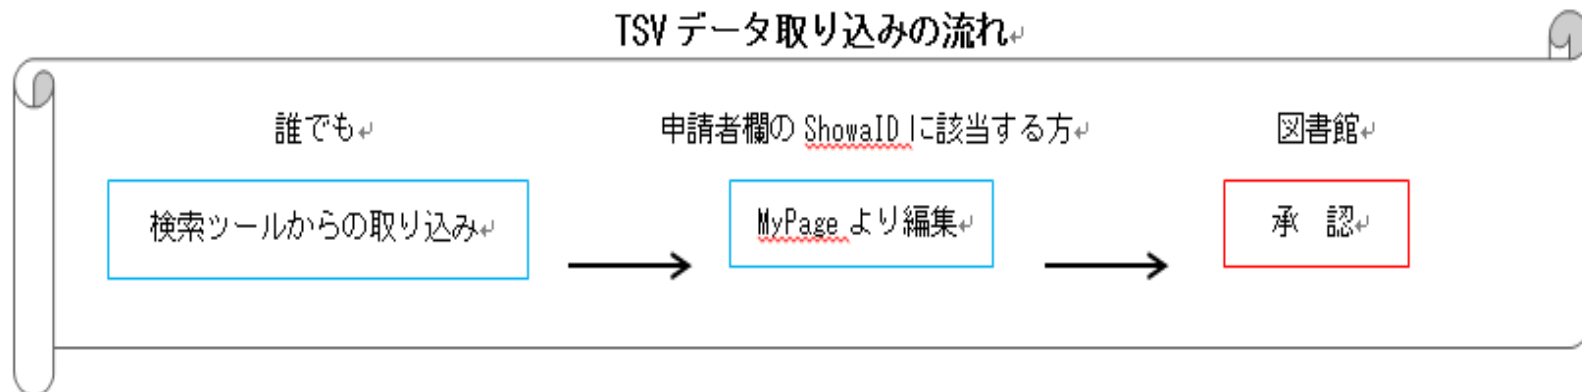 TSV データ取り込みの流れ
誰でも
申請者欄の ShowaID に該当する方
図書館
検索ツールからの取り込み
MyPage より編集
承　認